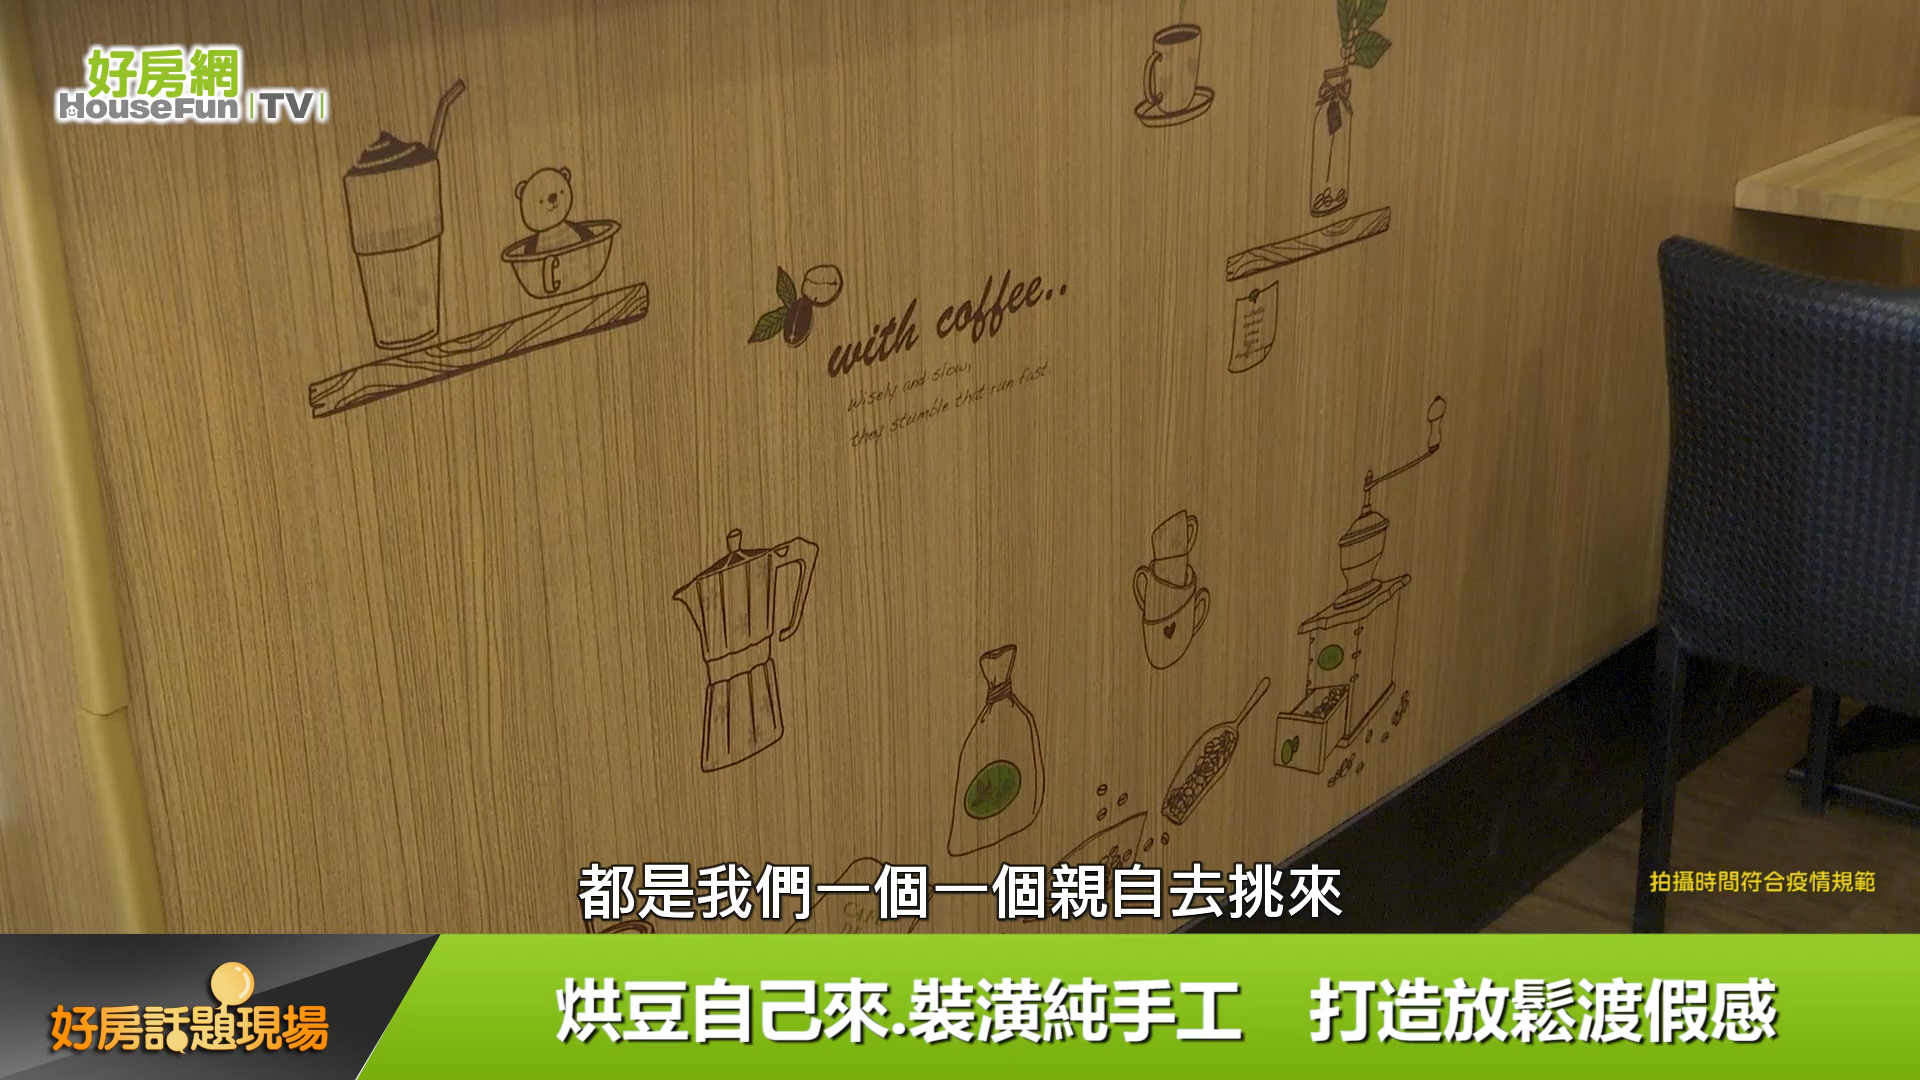 好房網
HouseFun TV
with coffee..
Wisely and slow,
they stumble that run fast.
都是我們一個一個親自去挑來
拍攝時間符合疫情規範
好房話題現場
烘豆自己來.裝潢純手工 打造放鬆渡假感